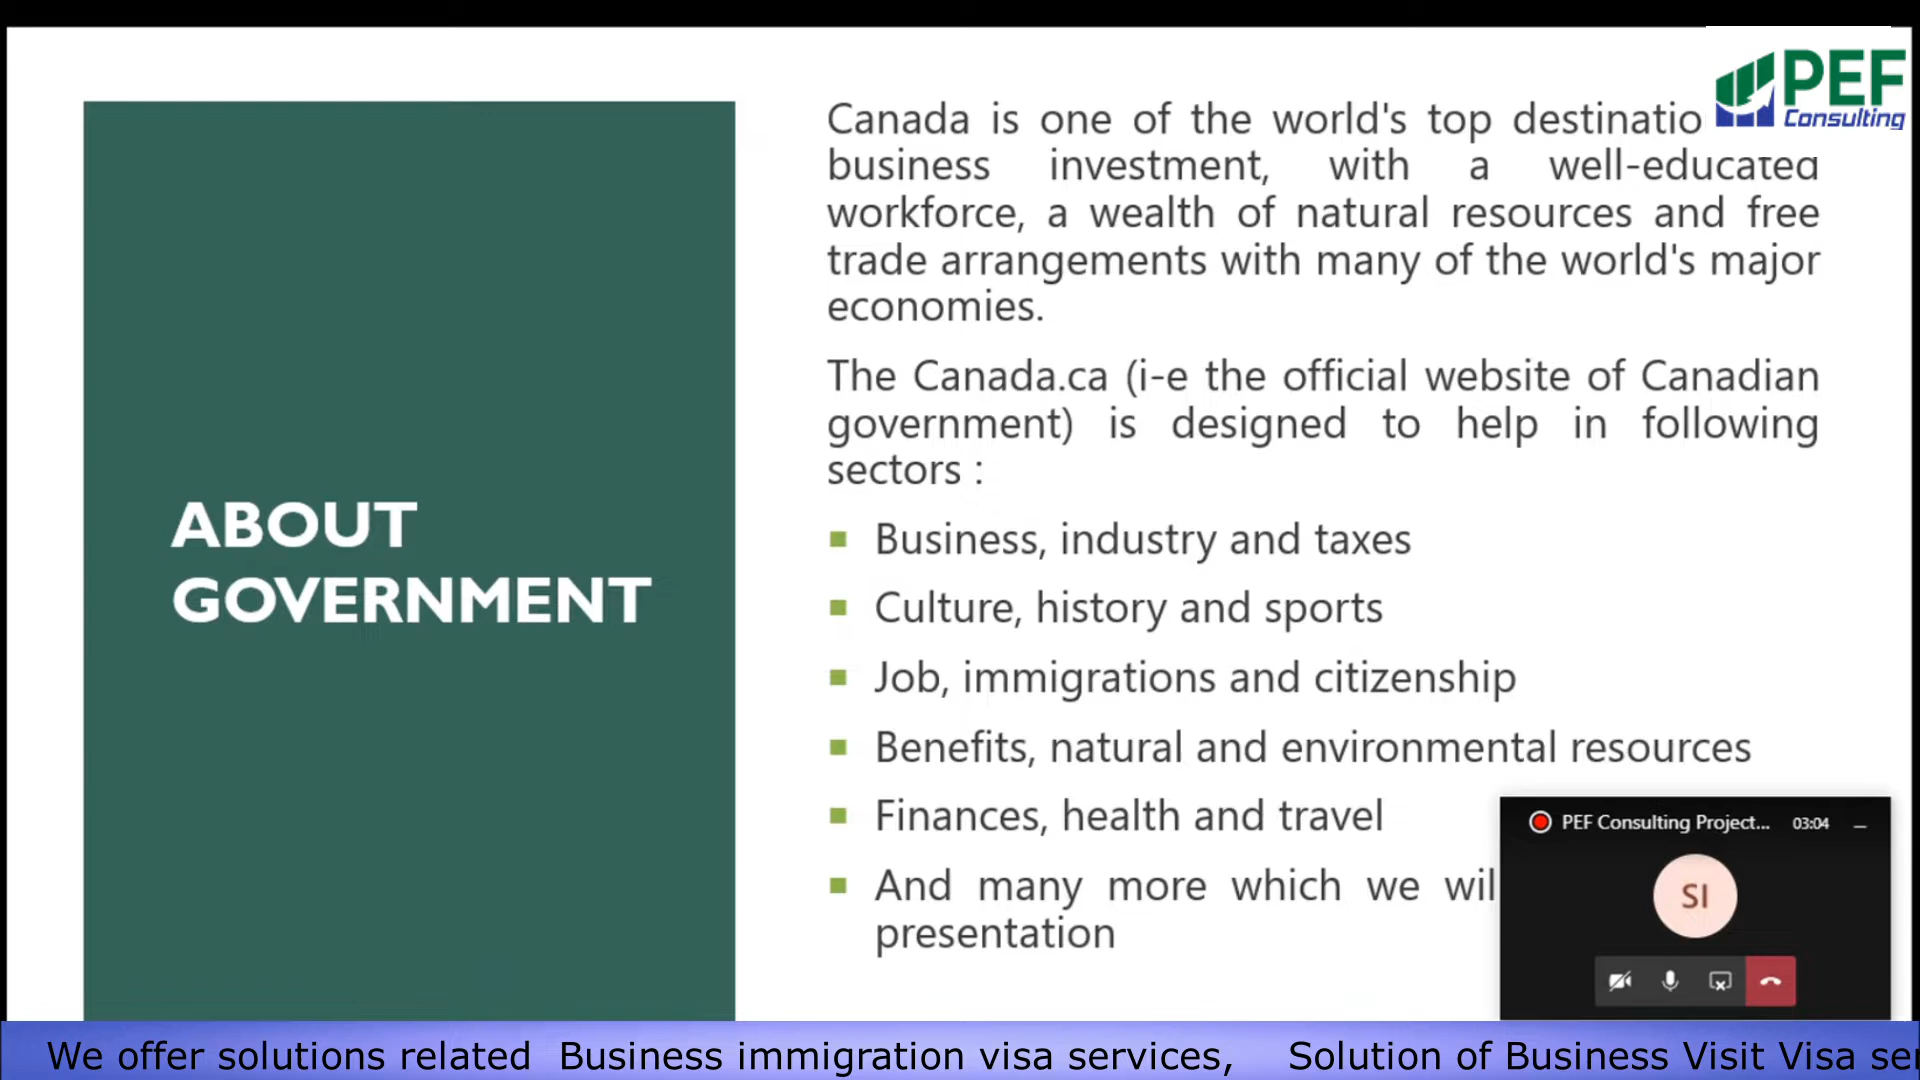 PEF
Consulting
Canada is one of the world's top destinatio
business investment, with a well-educated
workforce, a wealth of natural resources and free
trade arrangements with many of the world's major
economies.
The Canada.ca (i-e the official website of Canadian
government) is designed to help in following
sectors :
ABOUT
GOVERNMENT
Business, industry and taxes
Culture, history and sports
Job, immigrations and citizenship
Benefits, natural and environmental resources
Finances, health and travel
And many more which we wil
presentation
PEF Consulting Project... 03:04
SI
We offer solutions related Business immigration visa services, Solution of Business Visit Visa se